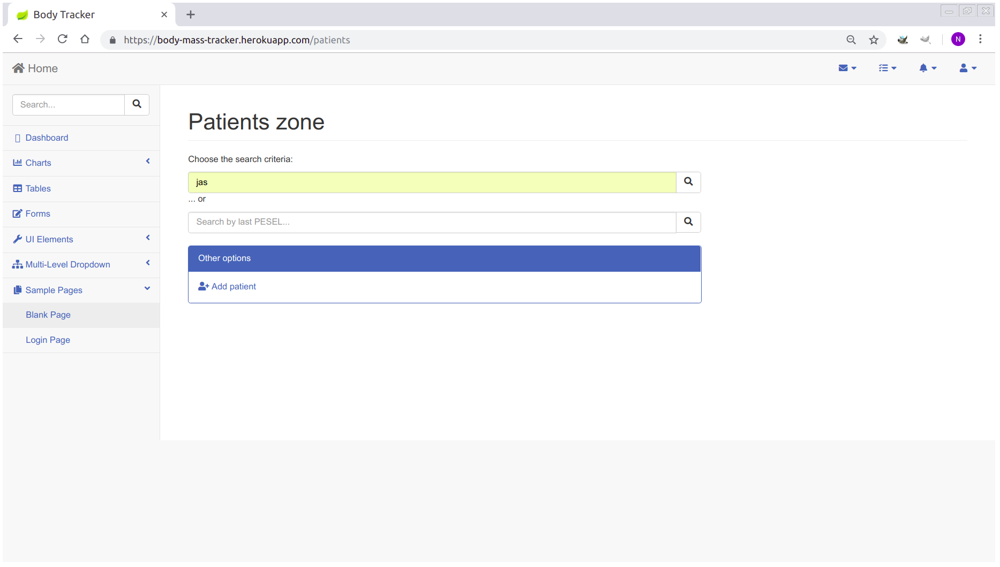 Body Tracker
https://body-mass-tracker.herokuapp.com/patients
N
Home
Search...
Dashboard
Charts
Tables
Forms
UI Elements
Multi-Level Dropdown
Sample Pages
Blank Page
Login Page
Patients zone
Choose the search criteria:
jas
... or
Search by last PESEL...
Other options
Add patient